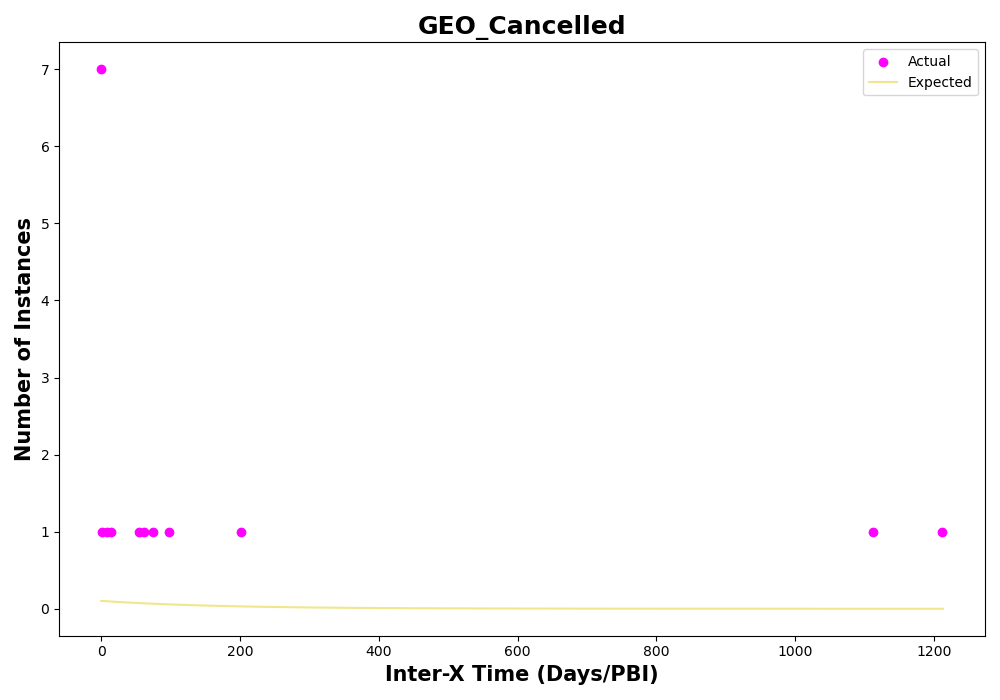 GEO_Cancelled
Actual
Expected
Number of Instances
7
6
5
4
3
2
1
0
0 200 400 600 800 1000 1200
Inter-X Time (Days/PBI)